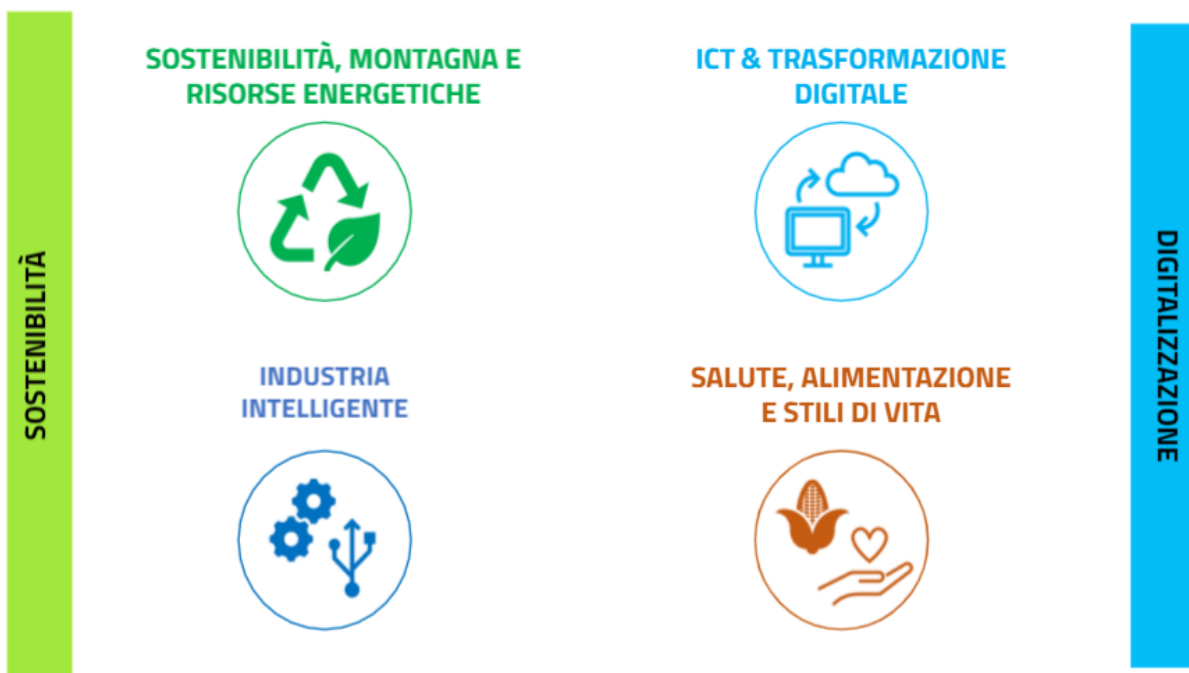 SOSTENIBILITÀ
SOSTENIBILITÀ, MONTAGNA E
RISORSE ENERGETICHE
ICT & TRASFORMAZIONE
DIGITALE
INDUSTRIA
INTELLIGENTE
SALUTE, ALIMENTAZIONE
E STILI DI VITA
DIGITALIZZAZIONE